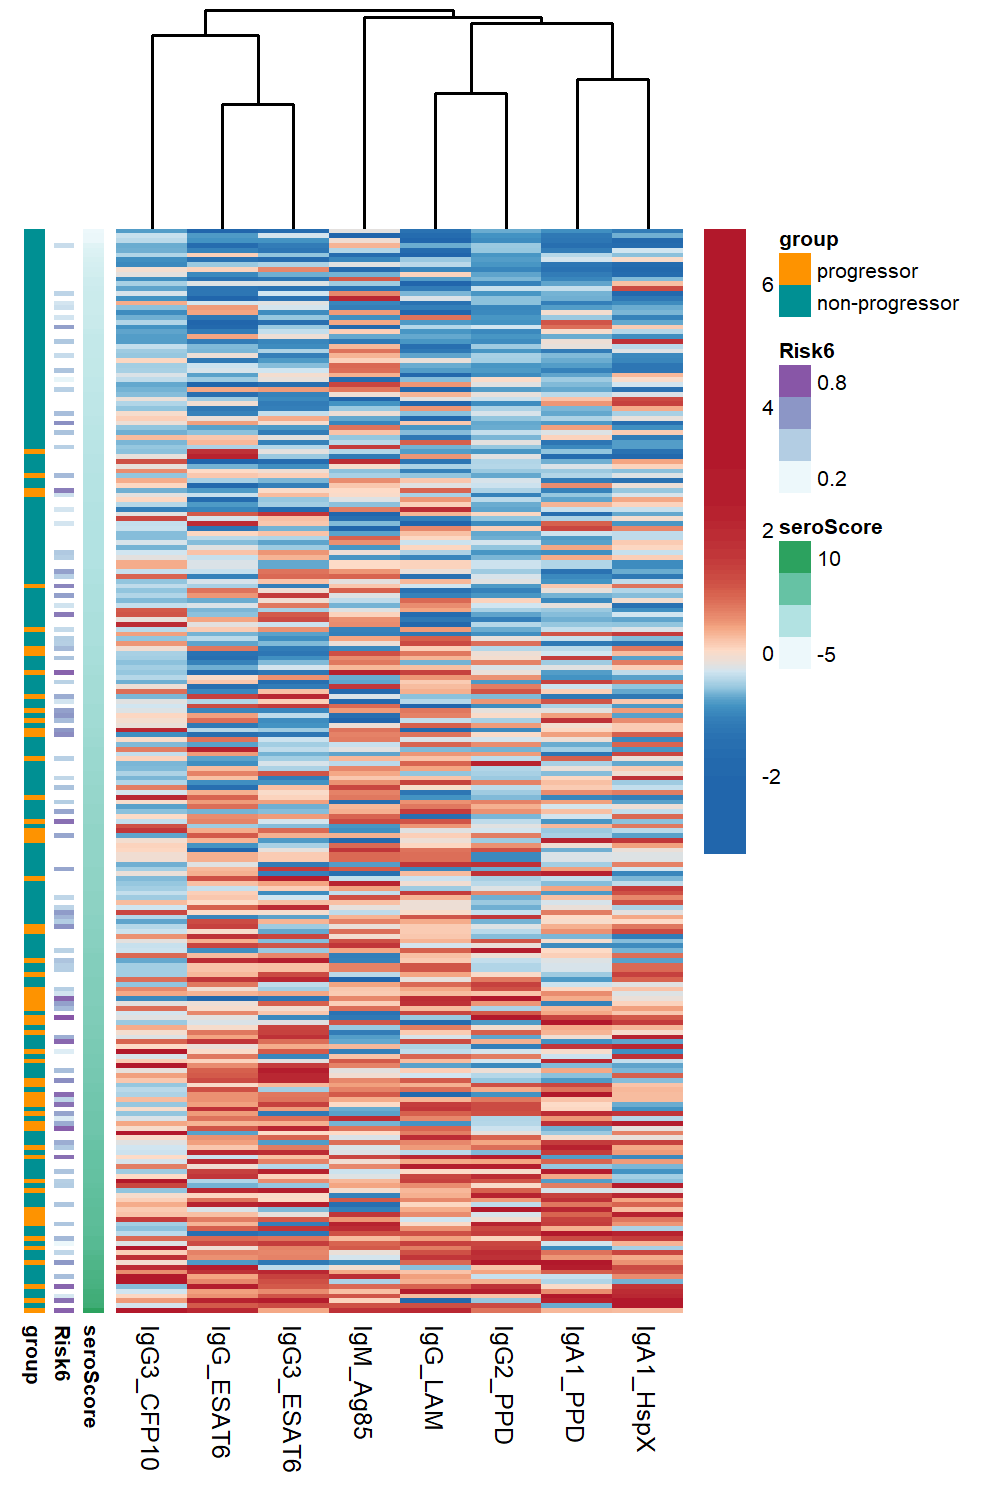 group
progressor
non-progressor
Risk6
0.8
0.2
seroScore
10
-5
6
4
2
0
-2
group
Risk6
seroScore
IgG3_CFP10
IgG_ESAT6
IgG3_ESAT6
IgM_Ag85
IgG_LAM
IgG2_PPD
IgA1_PPD
IgA1_HspX